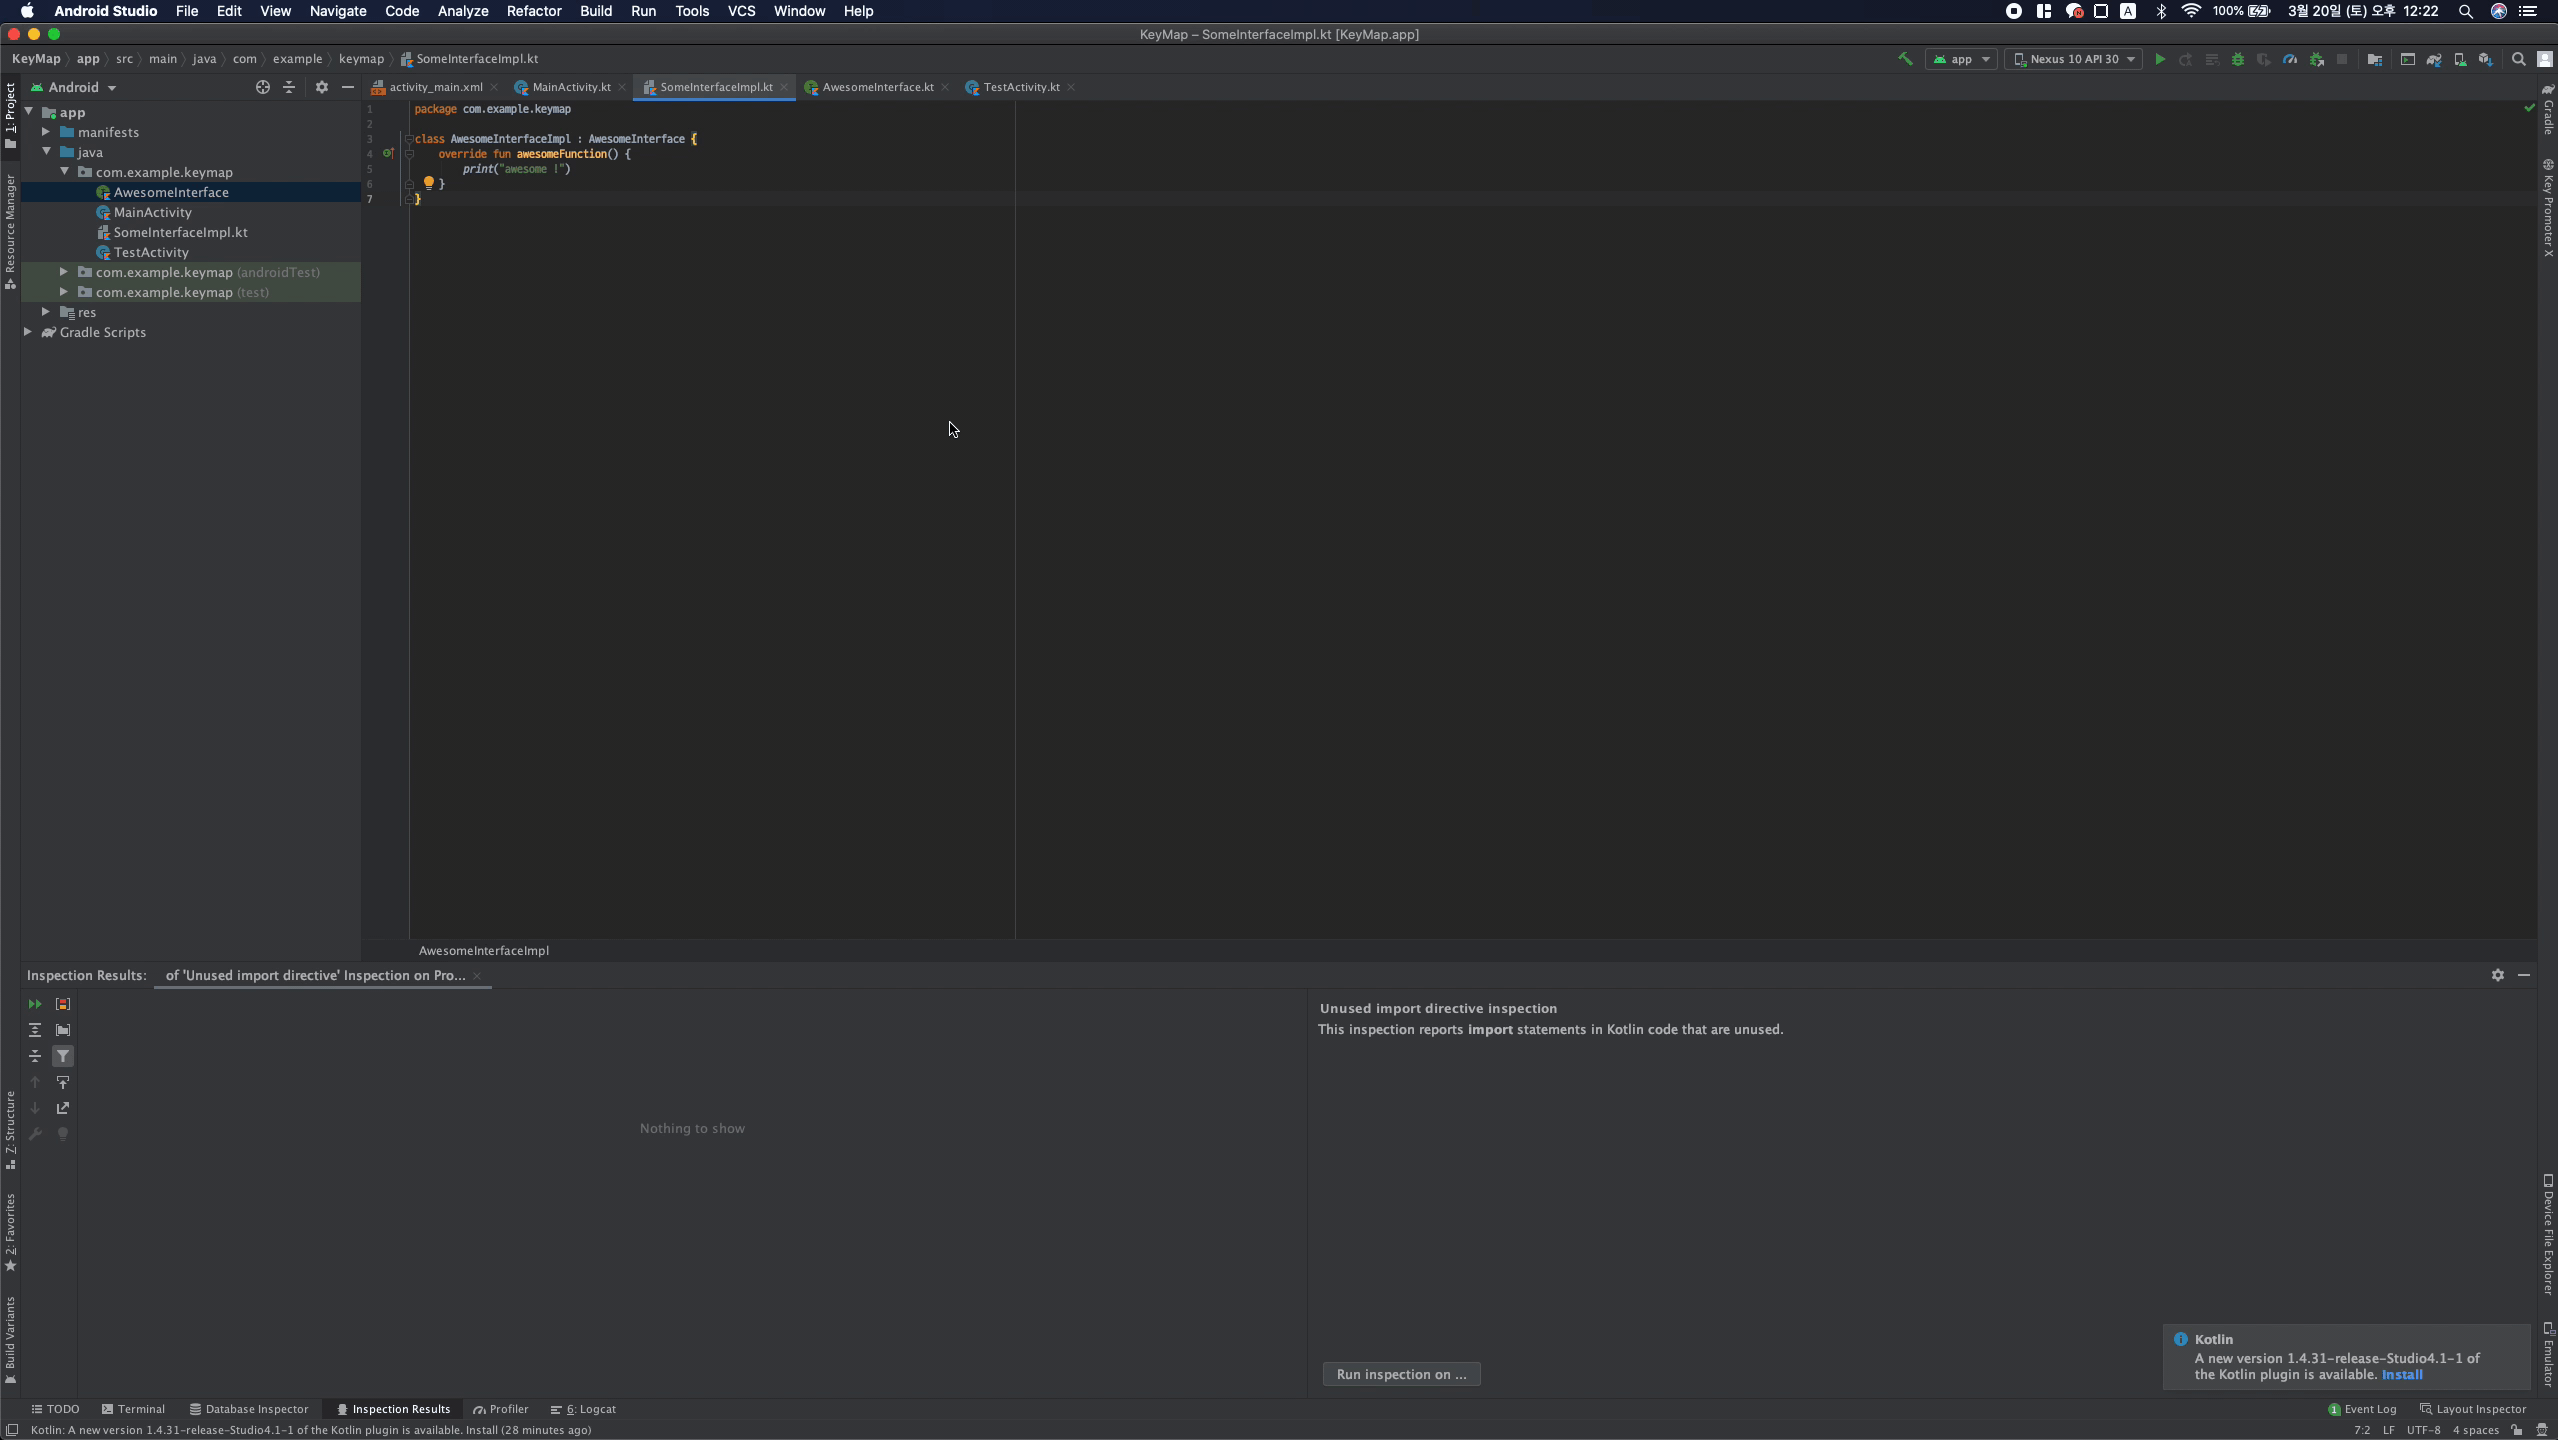 Android Studio File Edit View Navigate Code Analyze Refactor Build Run Tools VCS Window Help A 100% 3월 20일 (토) 오후 12:22
KeyMap – SomeInterfaceImpl.kt [KeyMap.app]
KeyMap app src main java com example keymap SomeInterfaceImpl.kt app Nexus 10 API 30
Android
activity_main.xml MainActivity.kt SomeInterfaceImpl.kt AwesomeInterface.kt TestActivity.kt
1: Project
Resource Manager
app
manifests
java
com.example.keymap
AwesomeInterface
MainActivity
SomeInterfaceImpl.kt
TestActivity
com.example.keymap (androidTest)
com.example.keymap (test)
res
Gradle Scripts
1 package com.example.keymap
2
3 class AwesomeInterfaceImpl : AwesomeInterface {
4 override fun awesomeFunction() {
5 print("awesome !")
6 }
7 }
Gradle
Key Promoter X
AwesomeInterfaceImpl
Inspection Results: of 'Unused import directive' Inspection on Pro...
Nothing to show
Unused import directive inspection
This inspection reports import statements in Kotlin code that are unused.
Run inspection on ...
Z: Structure
2: Favorites
Build Variants
Device File Explorer
Emulator
Kotlin
A new version 1.4.31-release-Studio4.1-1 of
the Kotlin plugin is available. Install
TODO Terminal Database Inspector Inspection Results Profiler 6: Logcat 1 Event Log Layout Inspector
Kotlin: A new version 1.4.31-release-Studio4.1-1 of the Kotlin plugin is available. Install (28 minutes ago) 7:2 LF UTF-8 4 spaces